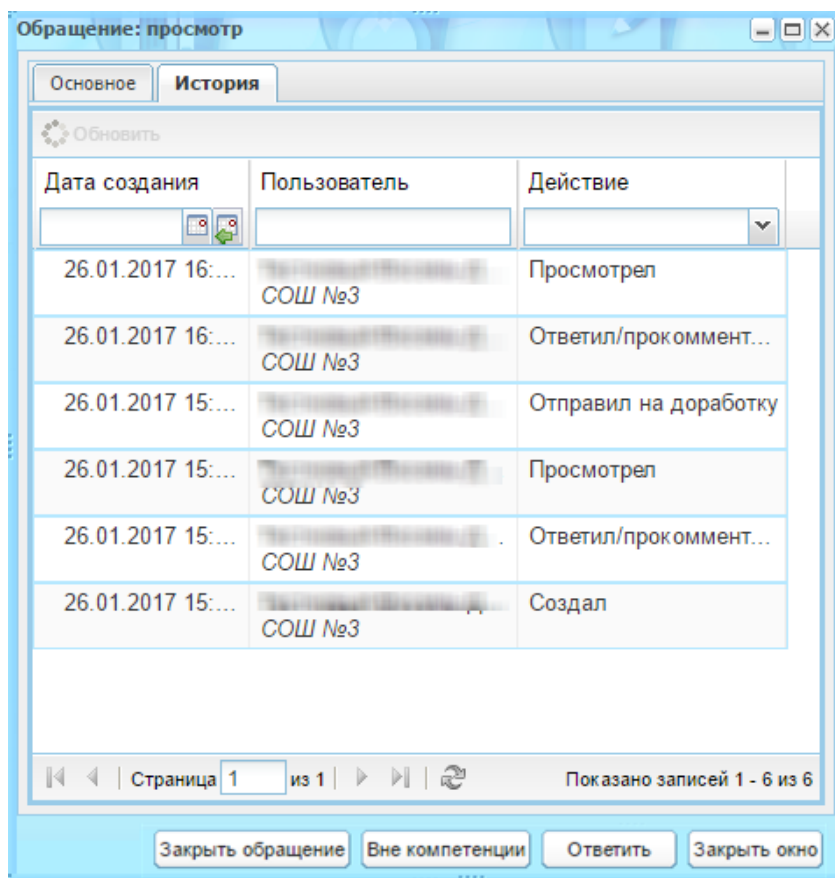 Обращение: просмотр
Основное История
Обновить
Дата создания Пользователь Действие
26.01.2017 16:... Просмотрел
СОШ №3
26.01.2017 16:... Ответил/прокоммент...
СОШ №3
26.01.2017 15:... Отправил на доработку
СОШ №3
26.01.2017 15:... Просмотрел
СОШ №3
26.01.2017 15:... Ответил/прокоммент...
СОШ №3
26.01.2017 15:... Создал
СОШ №3
Страница 1 из 1 Показано записей 1 - 6 из 6
Закрыть обращение Вне компетенции Ответить Закрыть окно